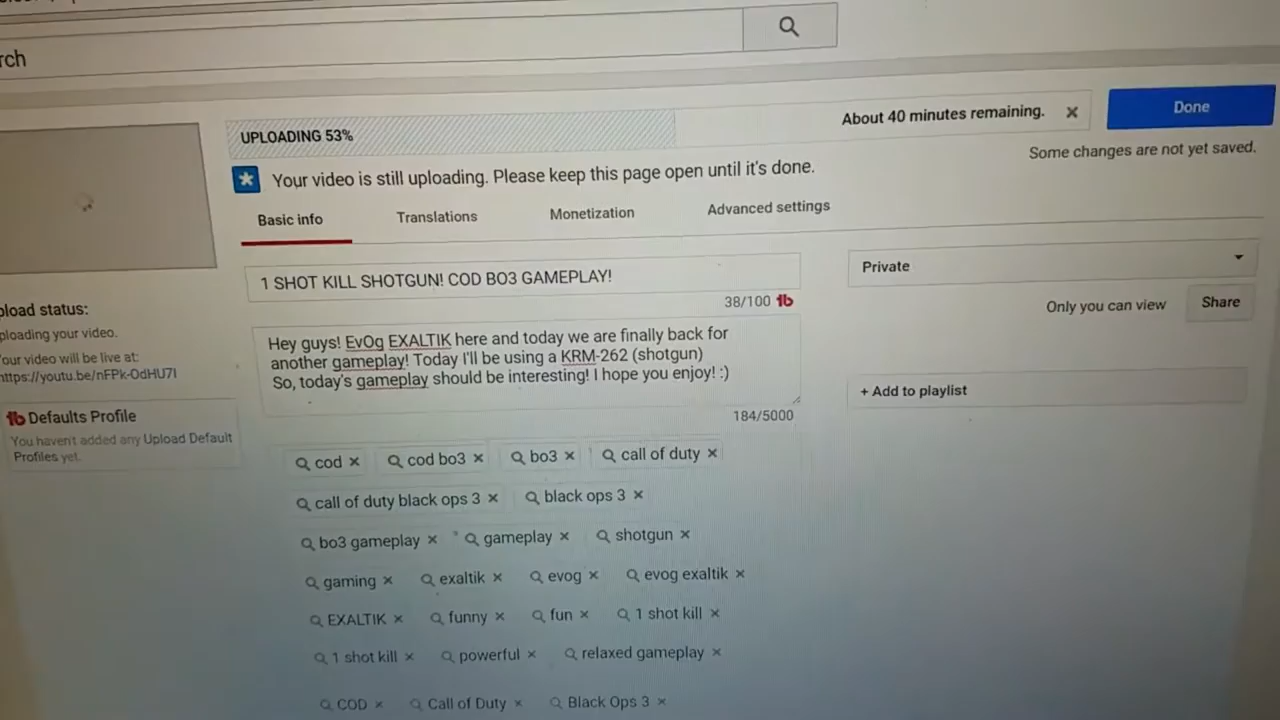 rch
UPLOADING 53%
About 40 minutes remaining.
Done
Your video is still uploading. Please keep this page open until it's done.
Some changes are not yet saved.
Basic info
Translations
Monetization
Advanced settings
1 SHOT KILL SHOTGUN! COD BO3 GAMEPLAY!
38/100
Private
Only you can view
Share
Hey guys! EvOg EXALTIK here and today we are finally back for
another gameplay! Today I'll be using a KRM-262 (shotgun)
So, today's gameplay should be interesting! I hope you enjoy! :)
184/5000
+ Add to playlist
pload status:
ploading your video.
our video will be live at:
https://youtu.be/nFPk-OdHU7I
Defaults Profile
You haven't added any Upload Default
Profiles yet.
cod × cod bo3 × bo3 × call of duty ×
call of duty black ops 3 × black ops 3 ×
bo3 gameplay × gameplay × shotgun ×
gaming × exaltik × evog × evog exaltik ×
EXALTIK × funny × fun × 1 shot kill ×
1 shot kill × powerful × relaxed gameplay ×
COD × Call of Duty × Black Ops 3 ×